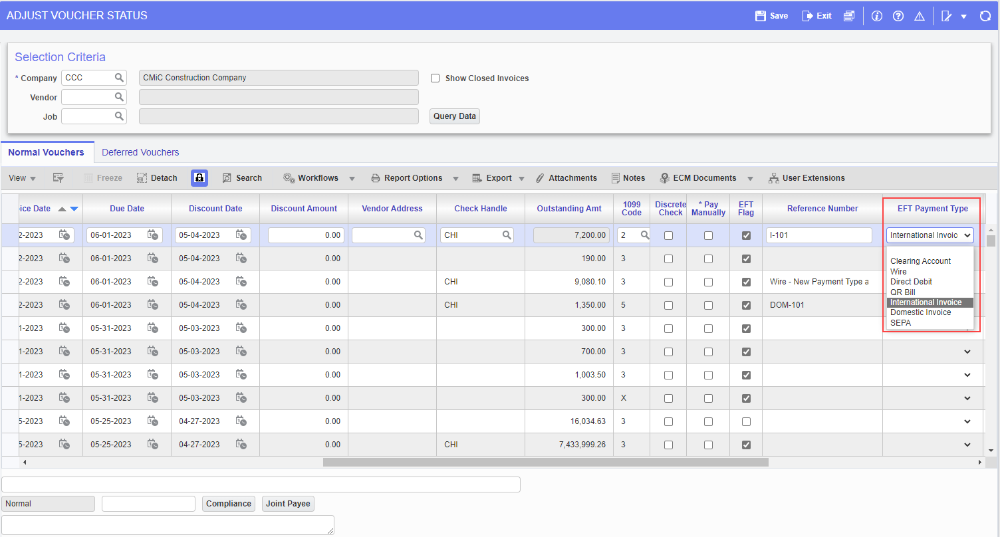 ADJUST VOUCHER STATUS Save Exit
Selection Criteria
* Company CCC CMiC Construction Company Show Closed Invoices
Vendor
Job Query Data
Normal Vouchers Deferred Vouchers
View Freeze Detach Search Workflows Report Options Export Attachments Notes ECM Documents User Extensions
ice Date Due Date Discount Date Discount Amount Vendor Address Check Handle Outstanding Amt 1099 Code Discrete Check * Pay Manually EFT Flag Reference Number EFT Payment Type
2-2023 06-01-2023 05-04-2023 0.00 CHI 7,200.00 2 I-101 International Invoic
2-2023 06-01-2023 05-04-2023 0.00 190.00 3
Clearing Account
Wire
2-2023 06-01-2023 05-04-2023 0.00 CHI 9,080.10 3 Wire - New Payment Type a
Direct Debit
QR Bill
International Invoice
2-2023 06-01-2023 05-04-2023 0.00 CHI 1,350.00 5 DOM-101
Domestic Invoice
SEPA
1-2023 05-31-2023 05-03-2023 0.00 300.00 3
1-2023 05-31-2023 05-03-2023 0.00 700.00 3
1-2023 05-31-2023 05-03-2023 0.00 1,003.50 3
1-2023 05-31-2023 05-03-2023 0.00 300.00 X
5-2023 05-25-2023 04-27-2023 0.00 16,034.63 3
5-2023 05-25-2023 04-27-2023 0.00 CHI 7,433,999.26 3
Normal Compliance Joint Payee